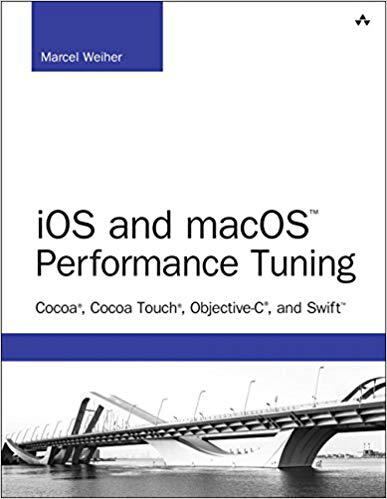 Marcel Weiher
iOS and macOS™
Performance Tuning
Cocoa®, Cocoa Touch®, Objective-C®, and Swift™